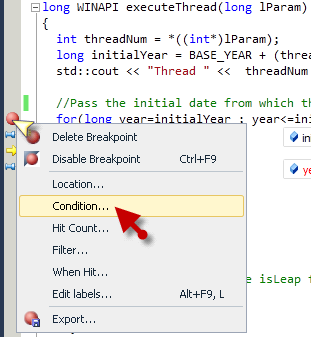 long WINAPI executeThread(long lParam)
{
int threadNum = *((int*)lParam);
long initialYear = BASE_YEAR + (thre
std::cout << "Thread " << threadNum
//Pass the initial date from which th
for(long year=initialYear ; year<=ini
in
Delete Breakpoint
ye
Disable Breakpoint Ctrl+F9
Location...
Condition...
Hit Count...
Filter...
When Hit...
e isLeap f
Edit labels... Alt+F9, L
Export...